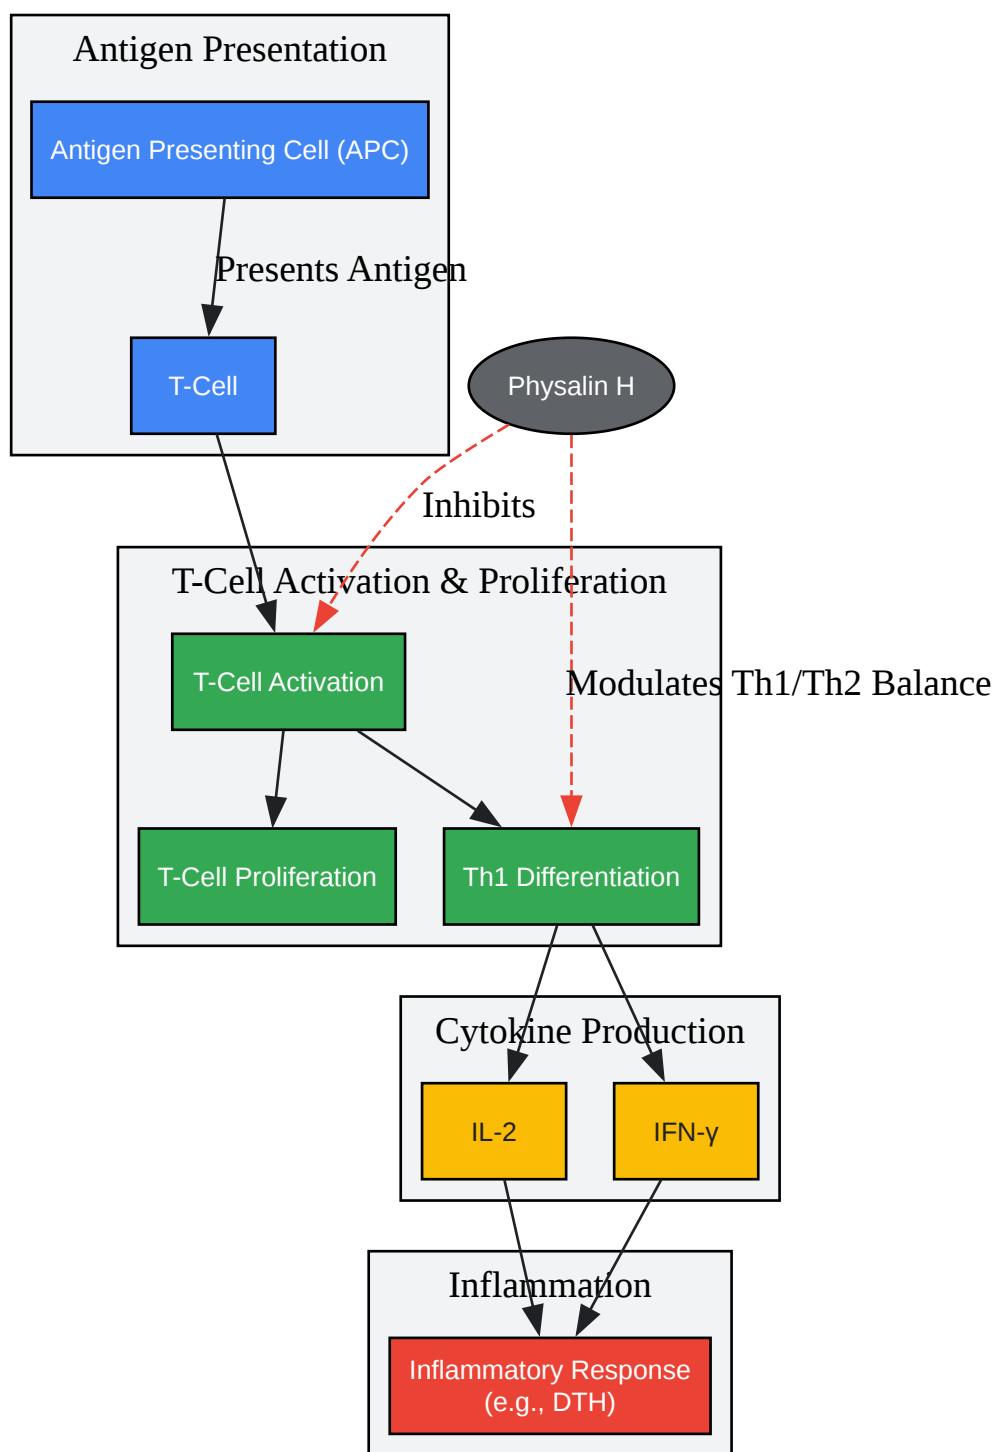 Antigen Presentation
Antigen Presenting Cell (APC)
Presents Antigen
T-Cell
Physalin H
Inhibits
T-Cell Activation & Proliferation
T-Cell Activation
Modulates Th1/Th2 Balance
T-Cell Proliferation
Th1 Differentiation
Cytokine Production
IL-2
IFN-γ
Inflammation
Inflammatory Response
(e.g., DTH)